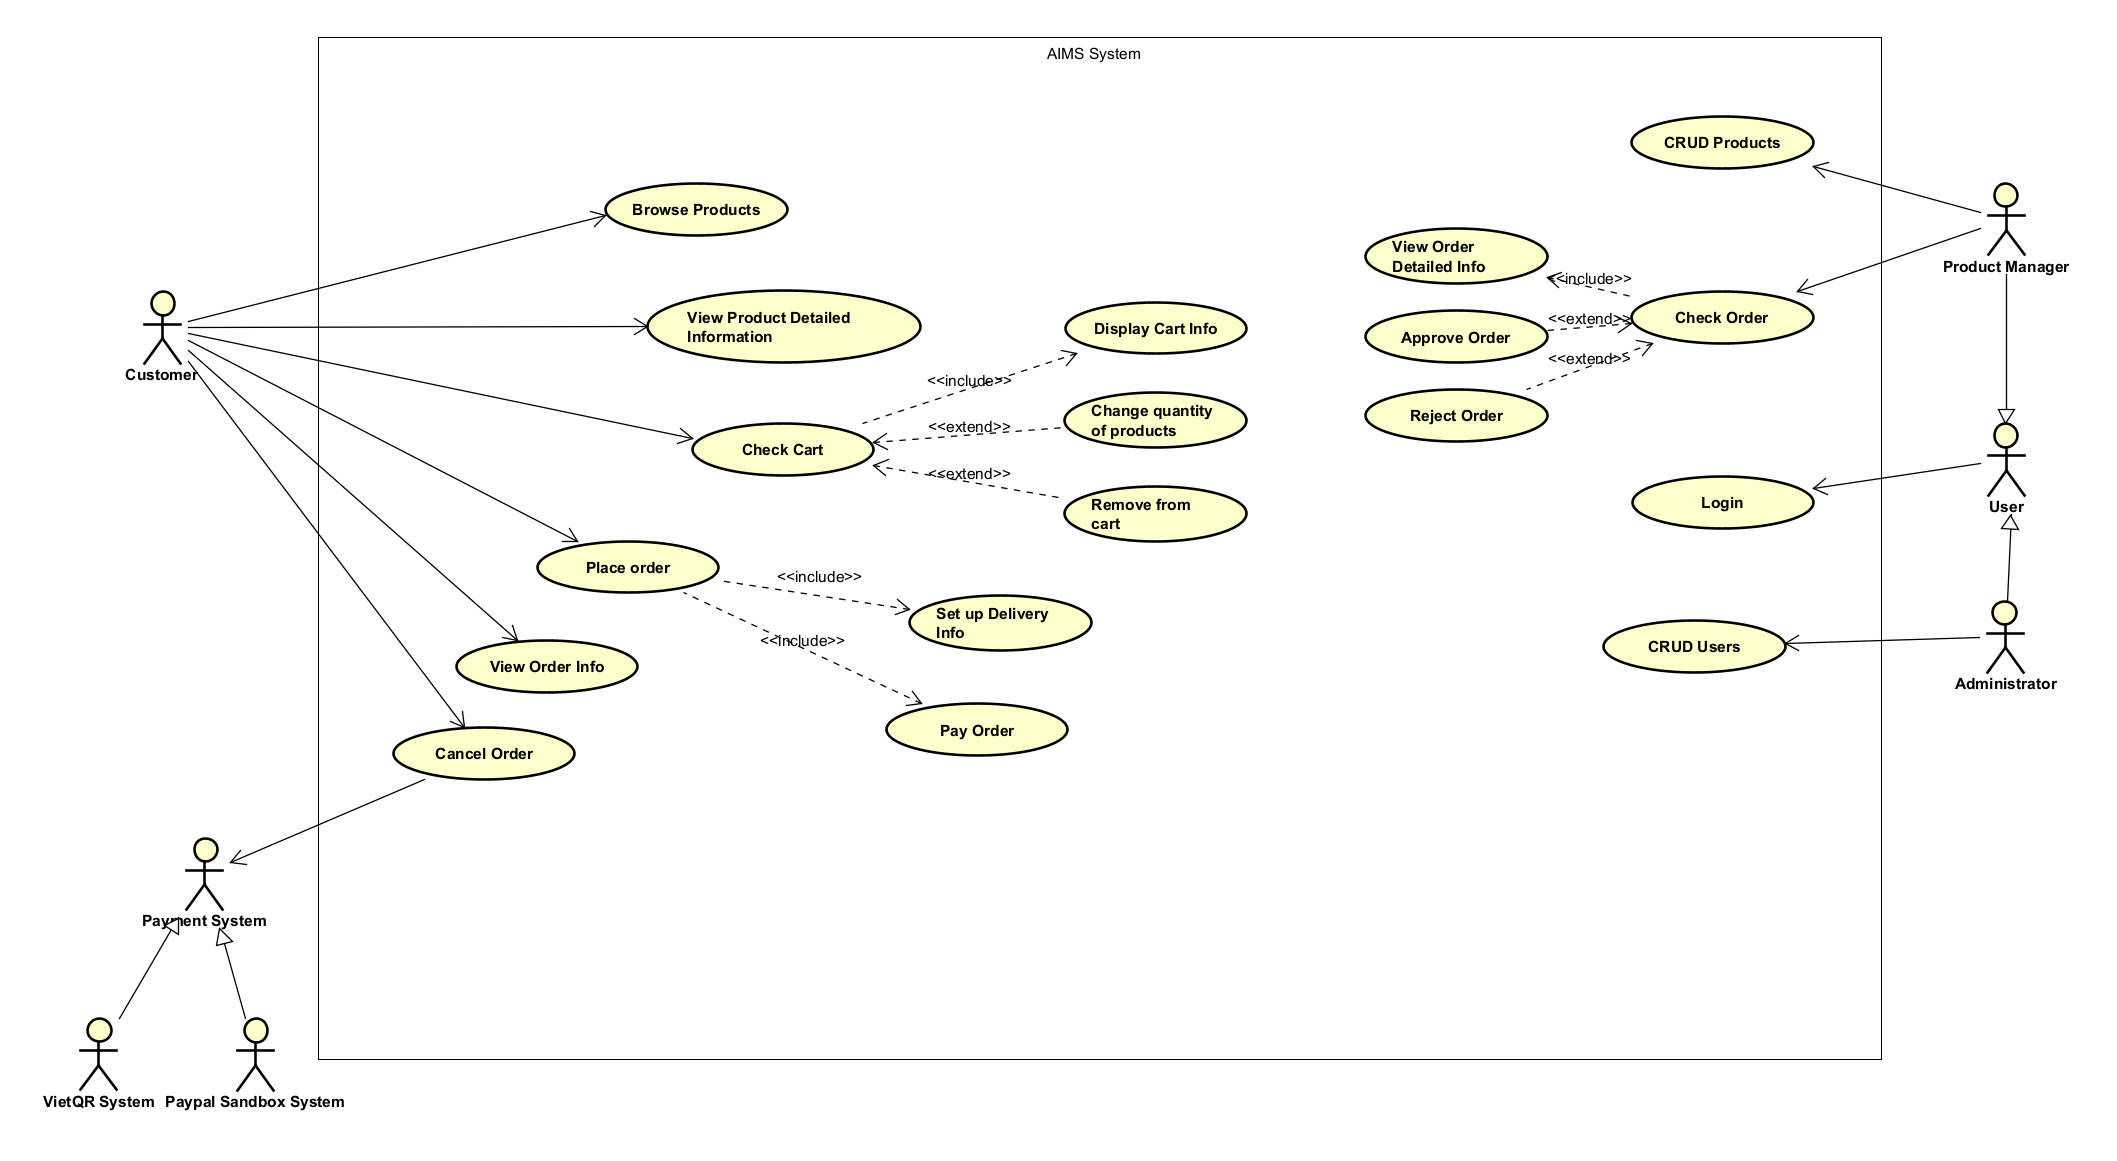 AIMS System
CRUD Products
Browse Products
View Order
Detailed Info
Product Manager
<<include>>
View Product Detailed
Information
Display Cart Info
<<extend>>
Check Order
Approve Order
<<extend>>
Customer
<<include>>
Change quantity
of products
Reject Order
<<extend>>
Check Cart
<<extend>>
Remove from
cart
Login
User
Place order
<<include>>
Set up Delivery
Info
<<include>>
CRUD Users
View Order Info
Administrator
Pay Order
Cancel Order
Payment System
VietQR System
Paypal Sandbox System